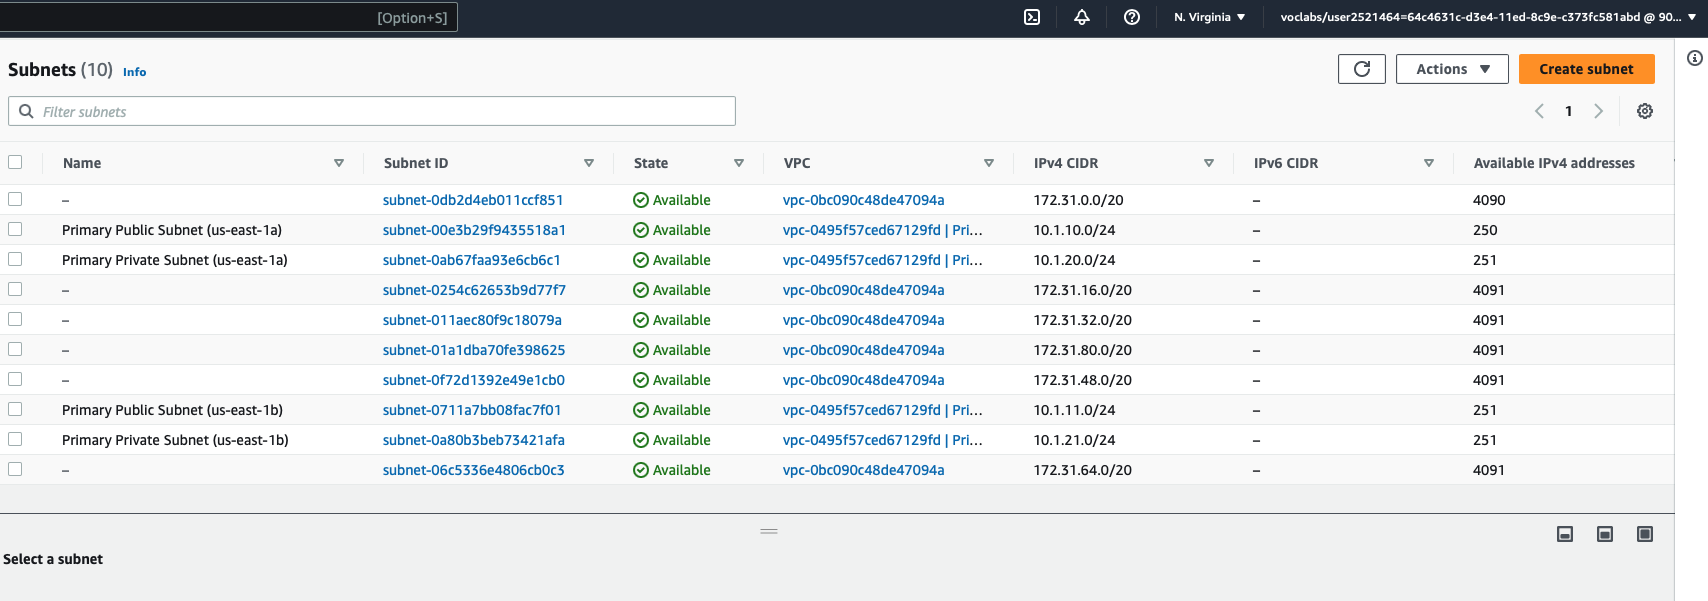 [Option+S] N. Virginia ▼ voclabs/user2521464=64c4631c-d3e4-11ed-8c9e-c373fc581abd @ 90... ▼
Subnets (10) Info Actions ▼ Create subnet
Filter subnets 1
Name Subnet ID State VPC IPv4 CIDR IPv6 CIDR Available IPv4 addresses
– subnet-0db2d4eb011ccf851 Available vpc-0bc090c48de47094a 172.31.0.0/20 – 4090
Primary Public Subnet (us-east-1a) subnet-00e3b29f9435518a1 Available vpc-0495f57ced67129fd | Pri... 10.1.10.0/24 – 250
Primary Private Subnet (us-east-1a) subnet-0ab67faa93e6cb6c1 Available vpc-0495f57ced67129fd | Pri... 10.1.20.0/24 – 251
– subnet-0254c62653b9d77f7 Available vpc-0bc090c48de47094a 172.31.16.0/20 – 4091
– subnet-011aec80f9c18079a Available vpc-0bc090c48de47094a 172.31.32.0/20 – 4091
– subnet-01a1dba70fe398625 Available vpc-0bc090c48de47094a 172.31.80.0/20 – 4091
– subnet-0f72d1392e49e1cb0 Available vpc-0bc090c48de47094a 172.31.48.0/20 – 4091
Primary Public Subnet (us-east-1b) subnet-0711a7bb08fac7f01 Available vpc-0495f57ced67129fd | Pri... 10.1.11.0/24 – 251
Primary Private Subnet (us-east-1b) subnet-0a80b3beb73421afa Available vpc-0495f57ced67129fd | Pri... 10.1.21.0/24 – 251
– subnet-06c5336e4806cb0c3 Available vpc-0bc090c48de47094a 172.31.64.0/20 – 4091
Select a subnet